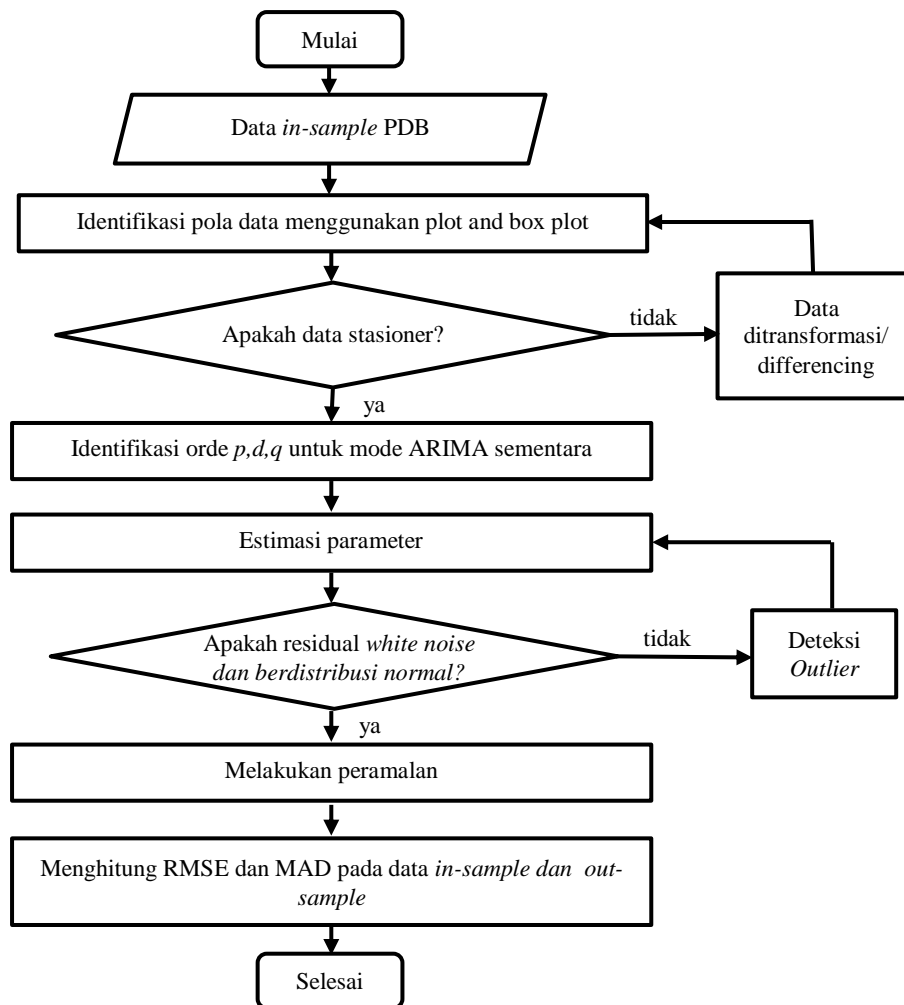 Mulai
Data in-sample PDB
Identifikasi pola data menggunakan plot and box plot
Apakah data stasioner?
tidak
Data
ditransformasi/
differencing
ya
Identifikasi orde p,d,q untuk mode ARIMA sementara
Estimasi parameter
Apakah residual white noise
dan berdistribusi normal?
tidak
Deteksi
Outlier
ya
Melakukan peramalan
Menghitung RMSE dan MAD pada data in-sample dan out-
sample
Selesai